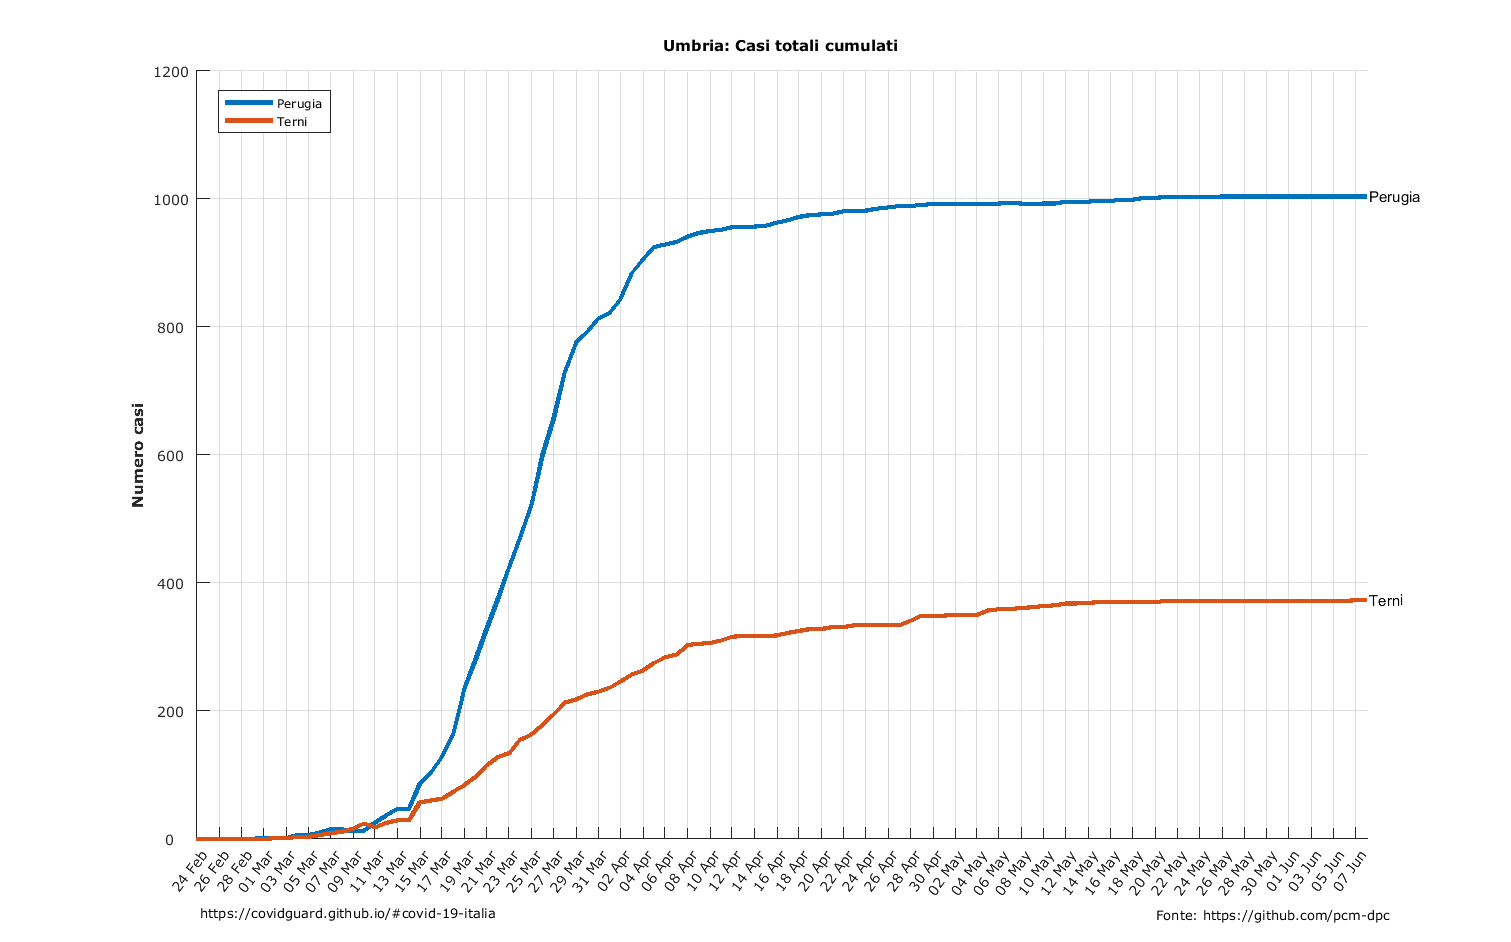 Umbria: Casi totali cumulati
1200
1000
800
600
400
200
0
Numero casi
Perugia
Terni
Perugia
Terni
24 Feb
26 Feb
28 Feb
01 Mar
03 Mar
05 Mar
07 Mar
09 Mar
11 Mar
13 Mar
15 Mar
17 Mar
19 Mar
21 Mar
23 Mar
25 Mar
27 Mar
29 Mar
31 Mar
02 Apr
04 Apr
06 Apr
08 Apr
10 Apr
12 Apr
14 Apr
16 Apr
18 Apr
20 Apr
22 Apr
24 Apr
26 Apr
28 Apr
30 Apr
02 May
04 May
06 May
08 May
10 May
12 May
14 May
16 May
18 May
20 May
22 May
24 May
26 May
28 May
30 May
01 Jun
03 Jun
05 Jun
07 Jun
https://covidguard.github.io/#covid-19-italia
Fonte: https://github.com/pcm-dpc